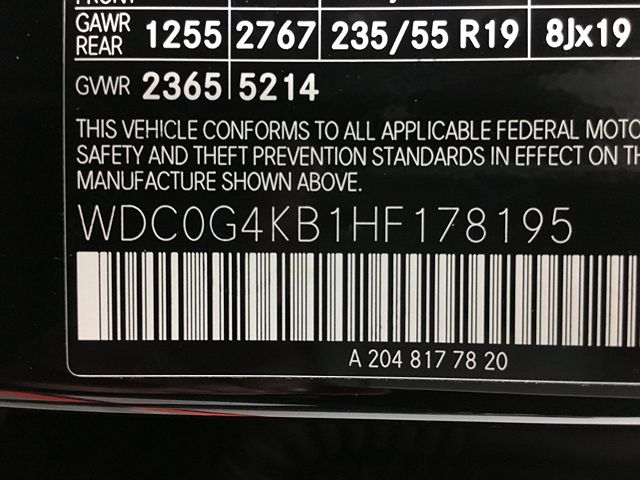 GAWR
REAR 1255 2767 235/55 R19 8Jx19
GVWR 2365 5214
THIS VEHICLE CONFORMS TO ALL APPLICABLE FEDERAL MOTO
SAFETY AND THEFT PREVENTION STANDARDS IN EFFECT ON TH
MANUFACTURE SHOWN ABOVE.
WDC0G4KB1HF178195
A 204 817 78 20